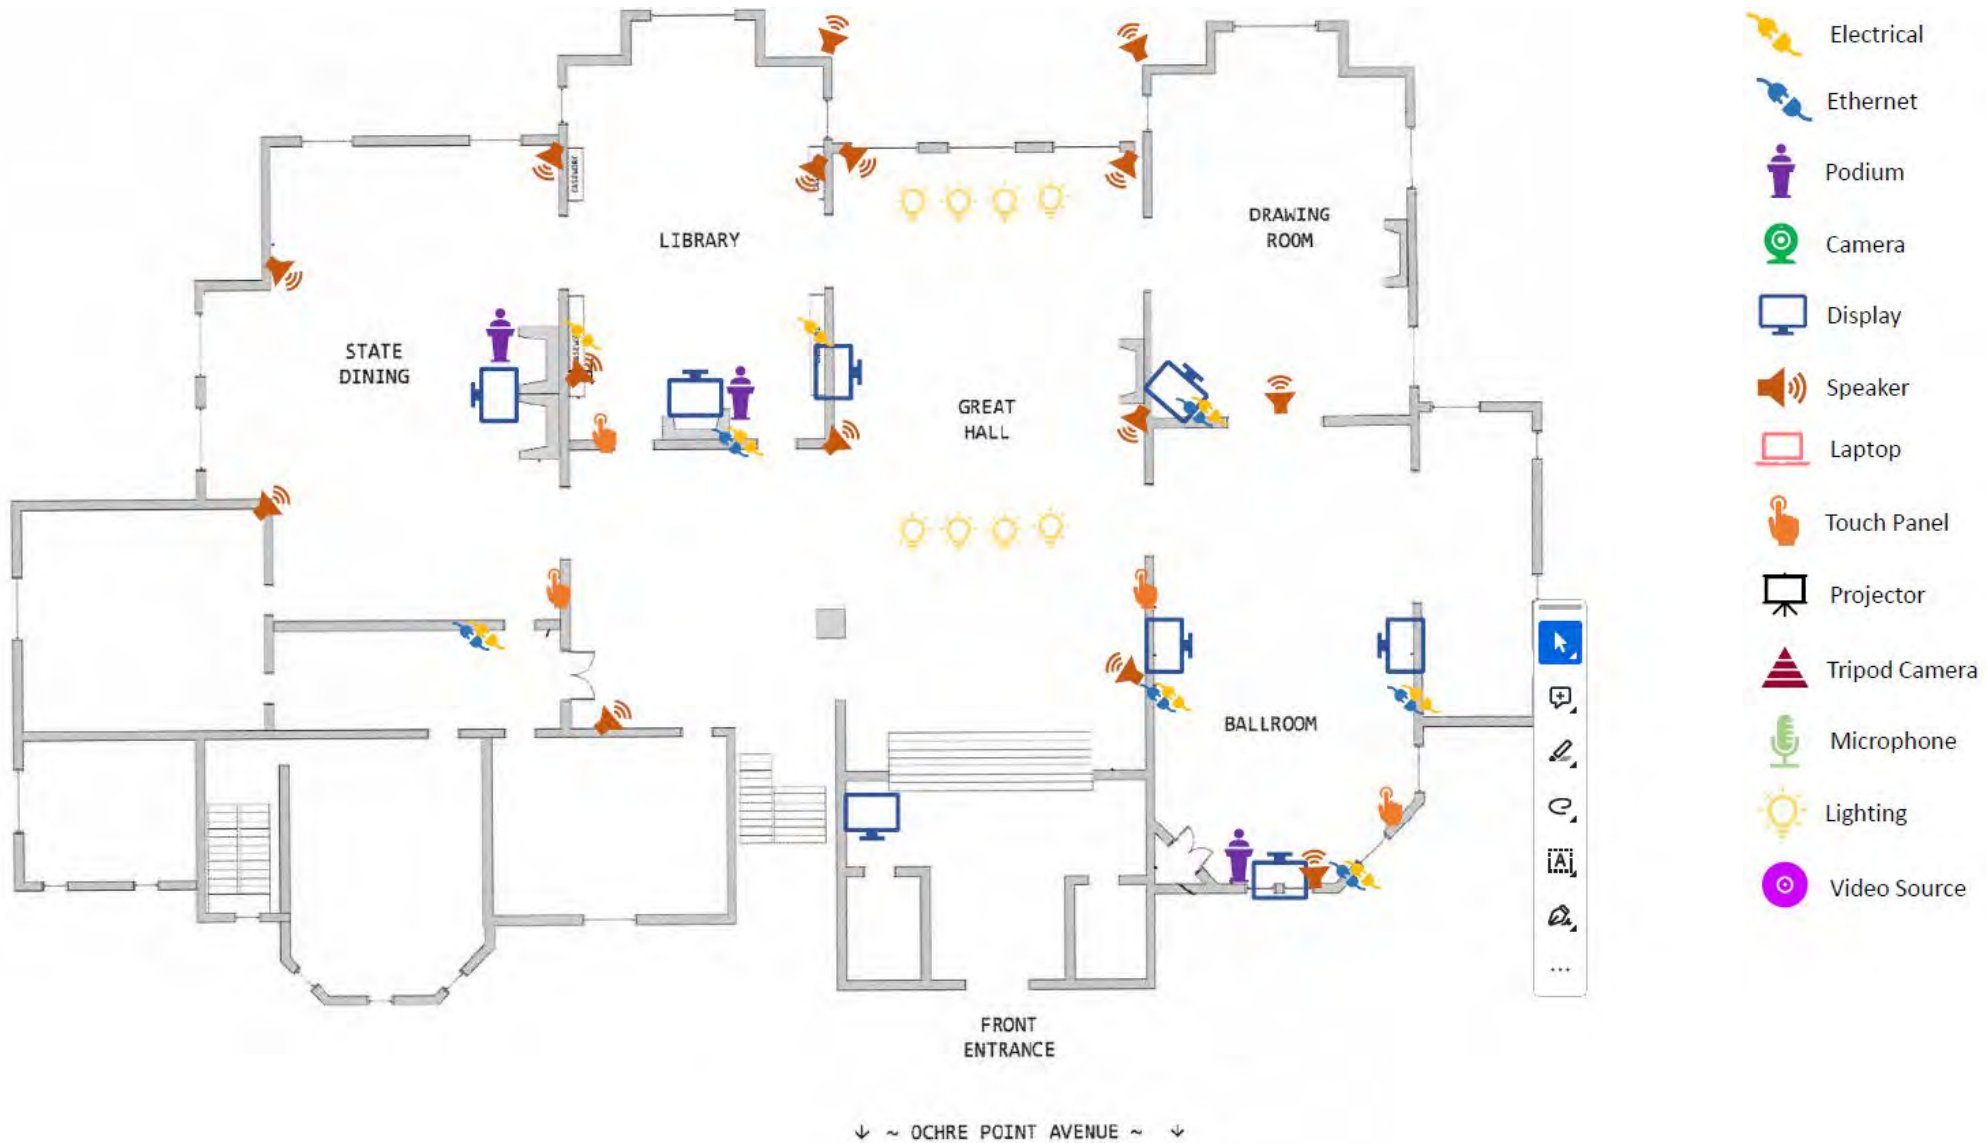 LIBRARY
DRAWING
ROOM
STATE
DINING
GREAT
HALL
BALLROOM
FRONT
ENTRANCE
↓ ~ OCHRE POINT AVENUE ~ ↓
CASEWORK
Electrical
Ethernet
Podium
Camera
Display
Speaker
Laptop
Touch Panel
Projector
Tripod Camera
Microphone
Lighting
Video Source
A
...